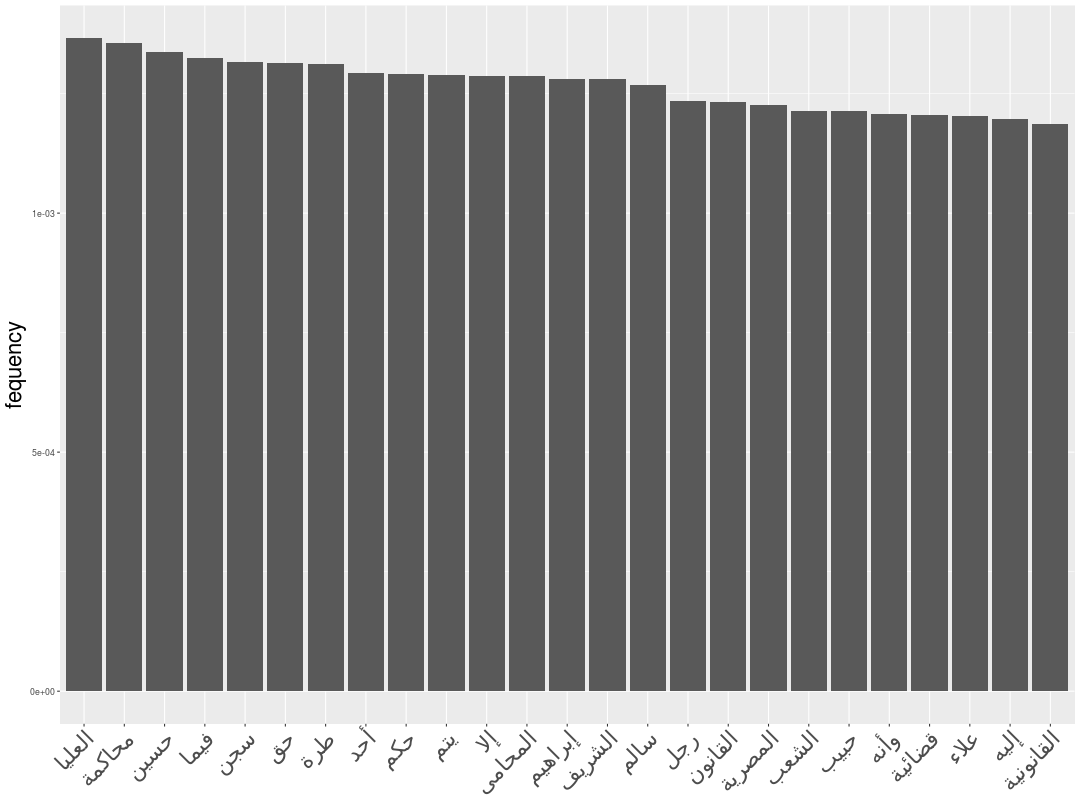 fequency
1e-03
5e-04
0e+00
العليا
محاكمة
حسين
فيما
سجن
حق
طرة
أحد
حكم
يتم
إلا
المحامى
إبراهيم
الشريف
سالم
رجل
القانون
المصرية
الشعب
حبيب
وأنه
قضائية
علاء
إليه
القانونية